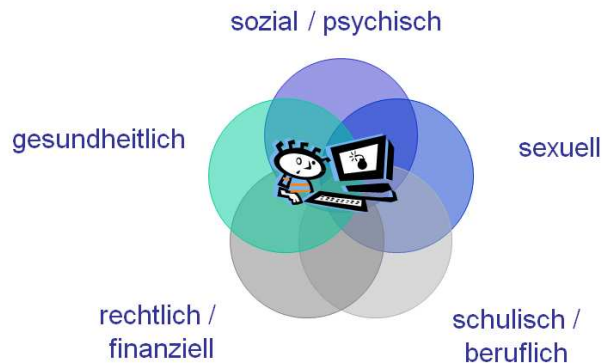 sozial / psychisch
gesundheitlich
sexuell
rechtlich /
finanziell
schulisch /
beruflich